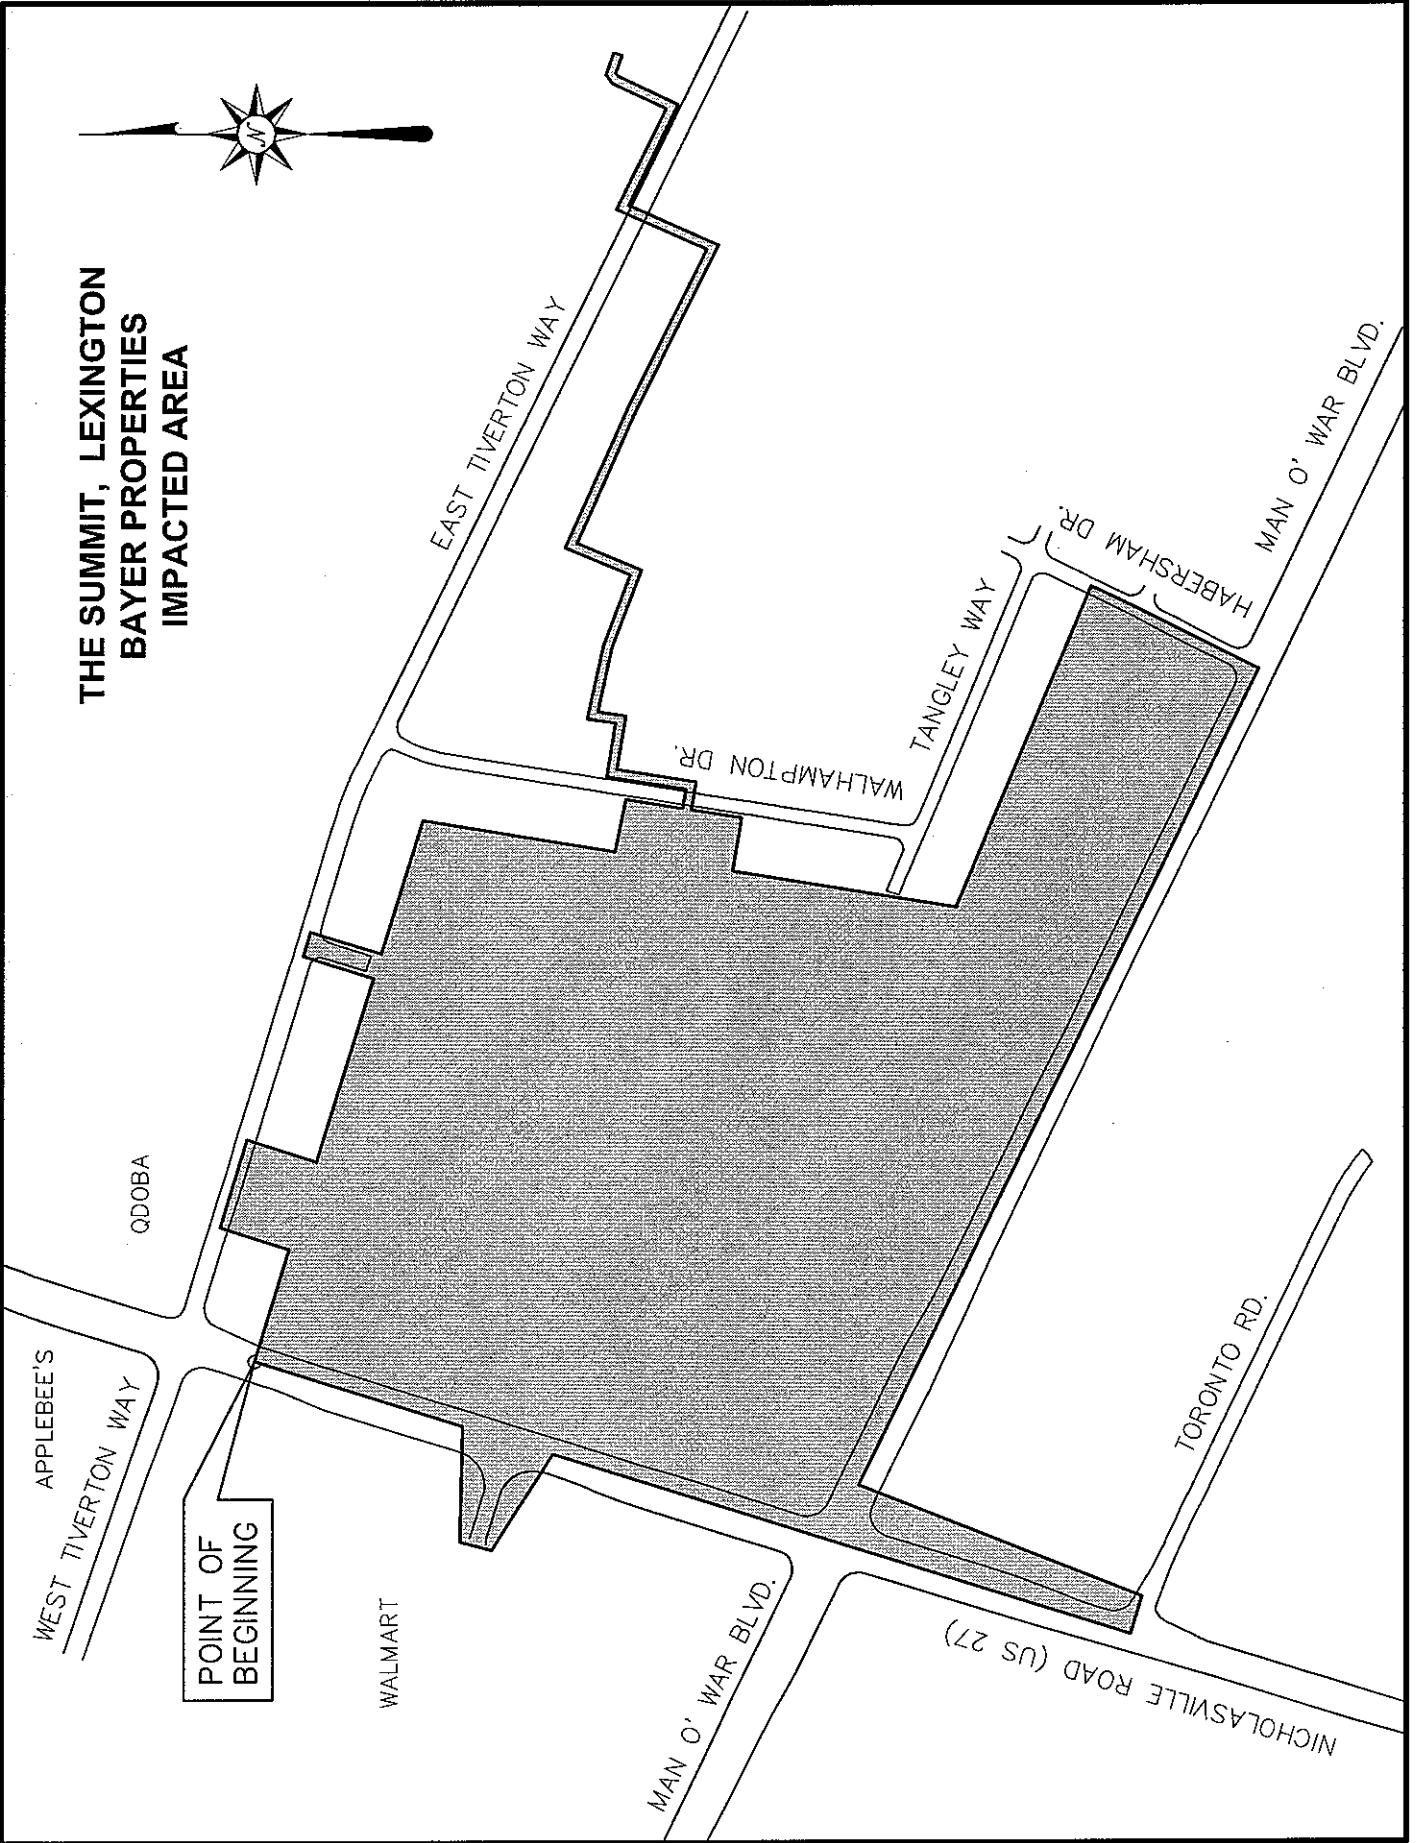 THE SUMMIT, LEXINGTON
BAYER PROPERTIES
IMPACTED AREA
N
EAST TIVERTON WAY
WALHAMPTON DR.
TANGLEY WAY
HABERSHAM DR.
MAN O' WAR BLVD.
QDOBA
APPLEBEE'S
WEST TIVERTON WAY
POINT OF
BEGINNING
WALMART
MAN O' WAR BLVD.
NICHOLASVILLE ROAD (US 27)
TORONTO RD.